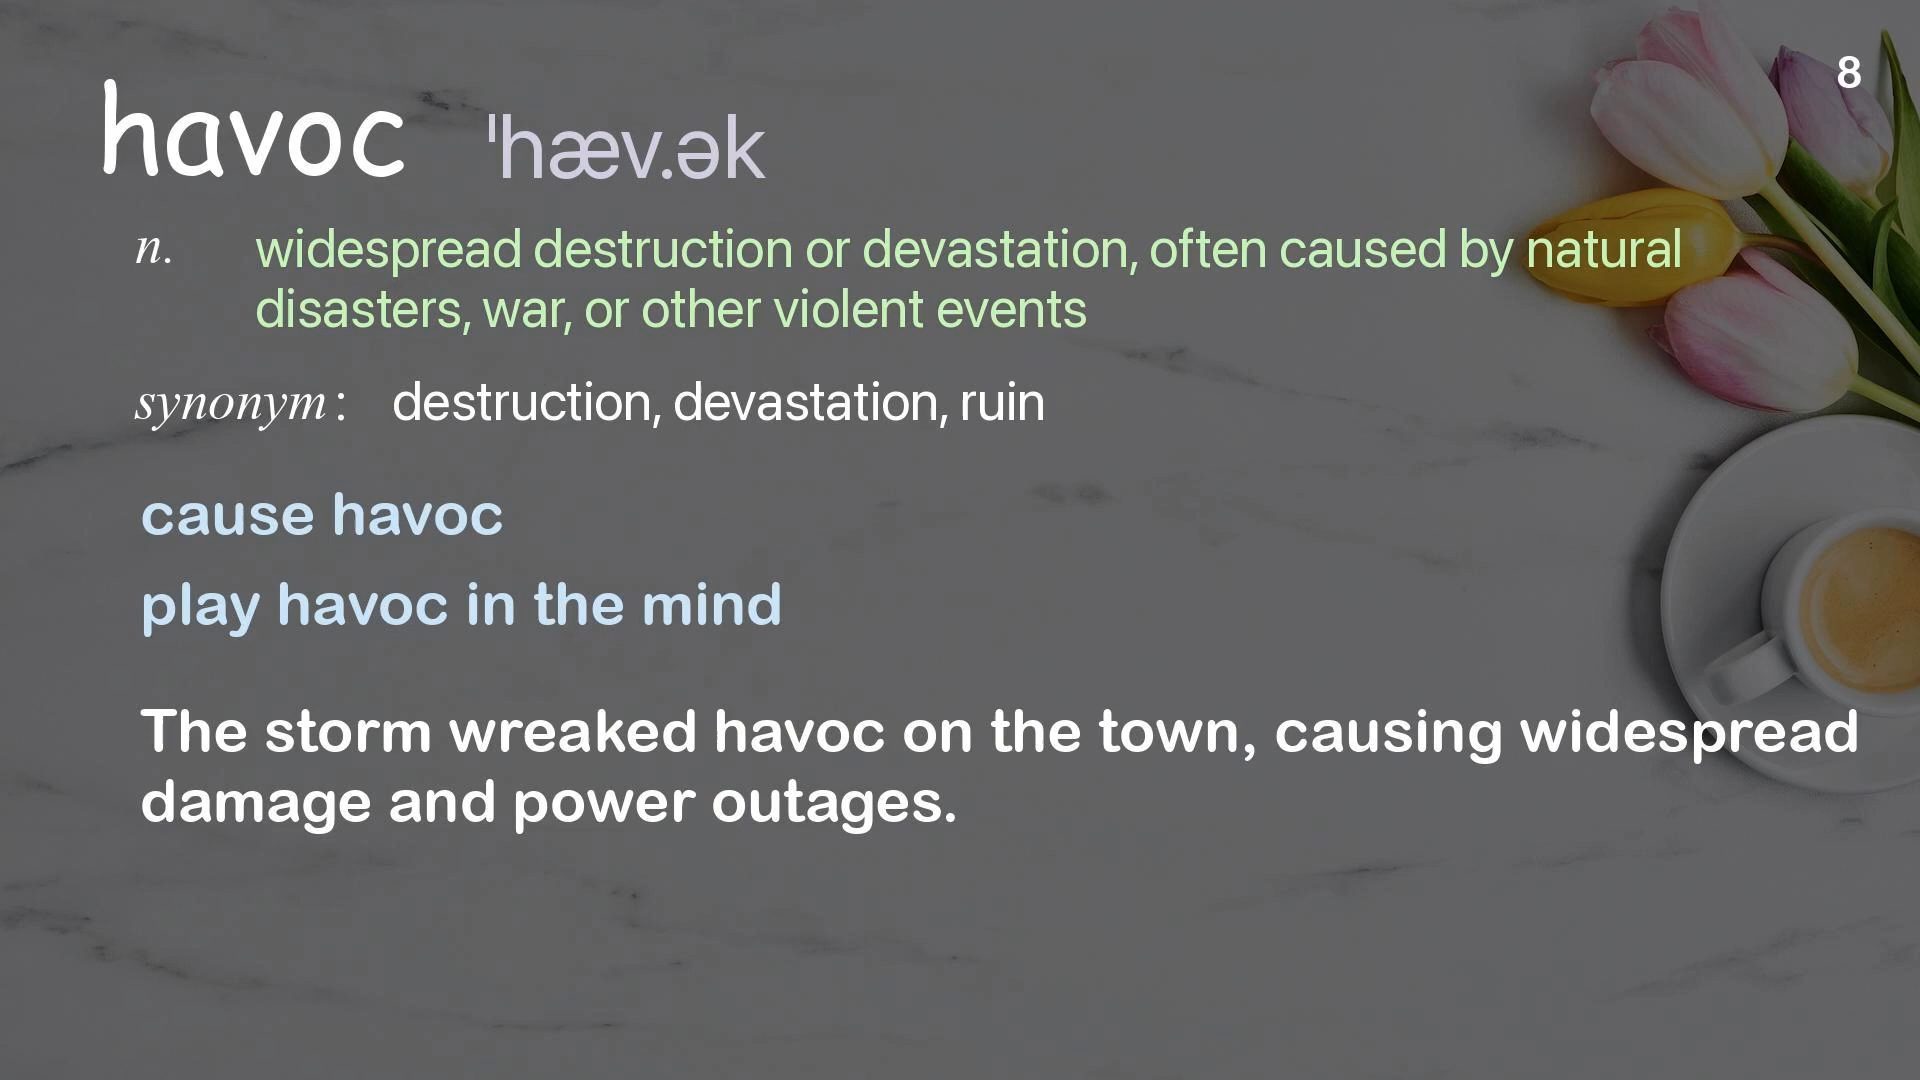 8
havoc ˈhæv.ək
n. widespread destruction or devastation, often caused by natural
disasters, war, or other violent events
synonym : destruction, devastation, ruin
cause havoc
play havoc in the mind
The storm wreaked havoc on the town, causing widespread
damage and power outages.